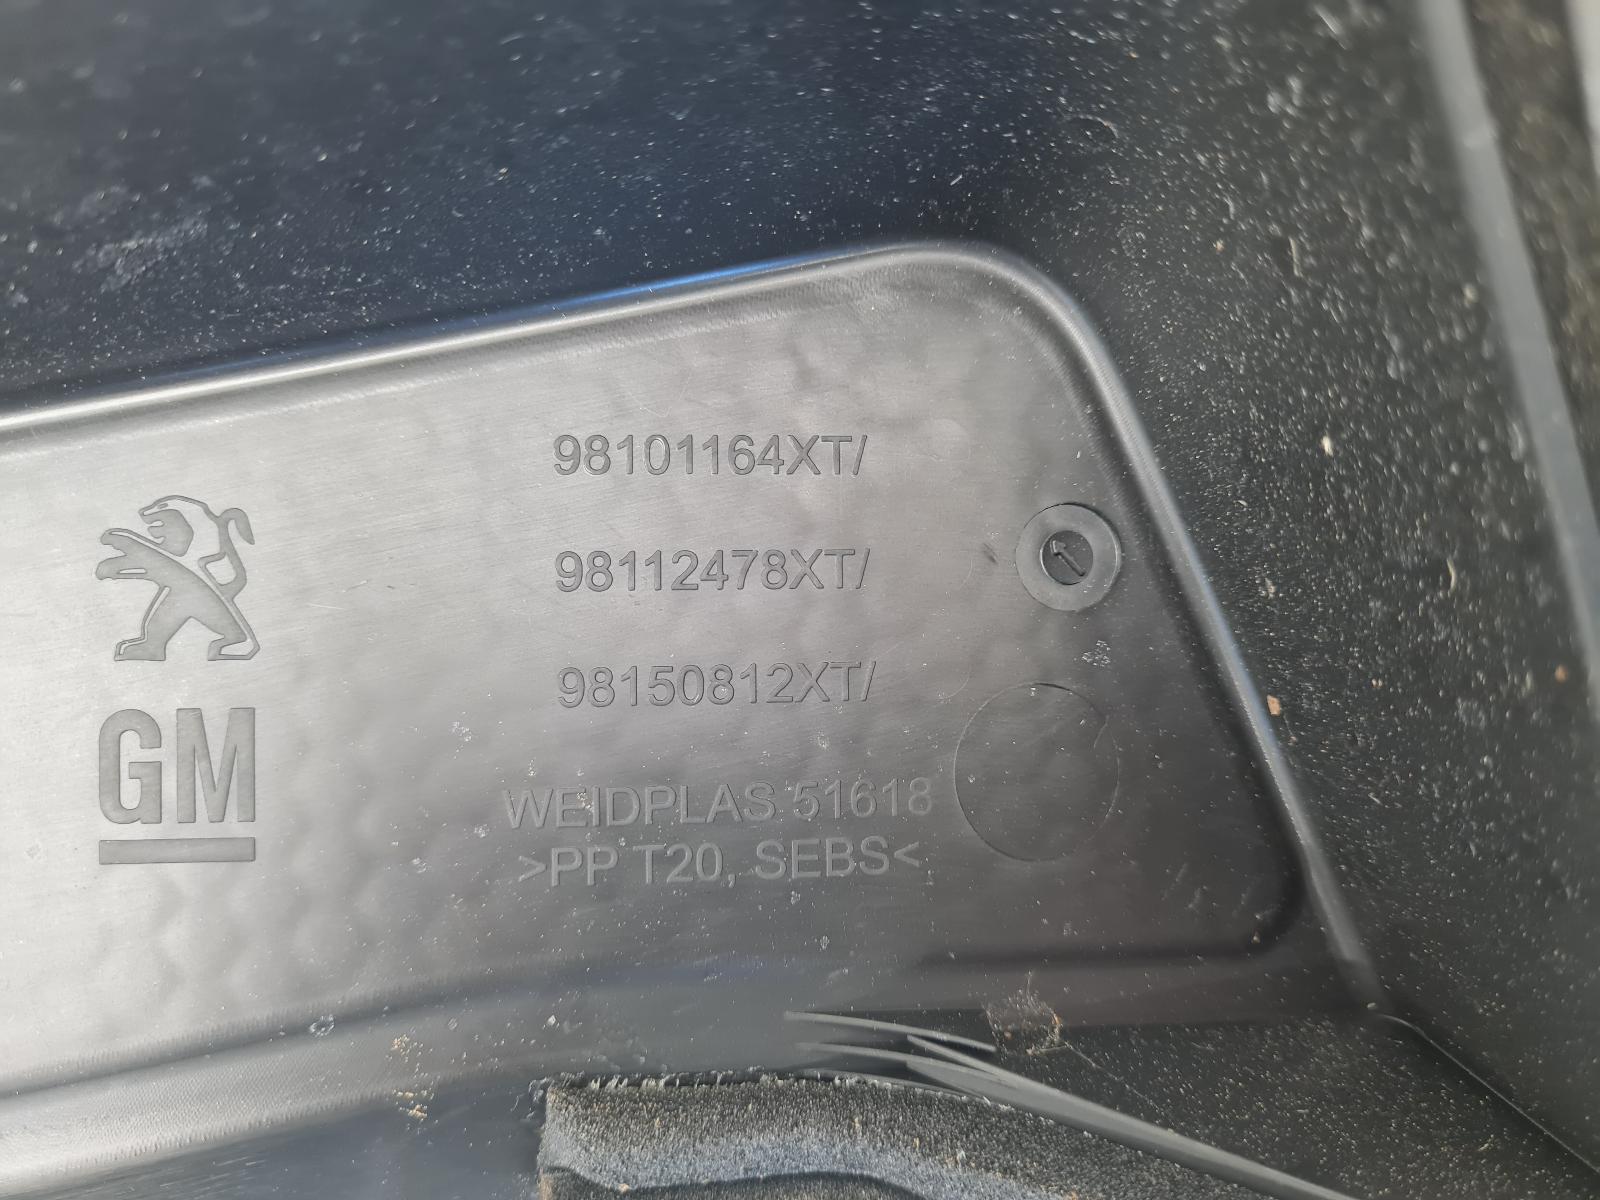 98101164XT/
98112478XT/
98150812XT/
GM
WEIDPLAS 51618
>PP T20, SEBS<